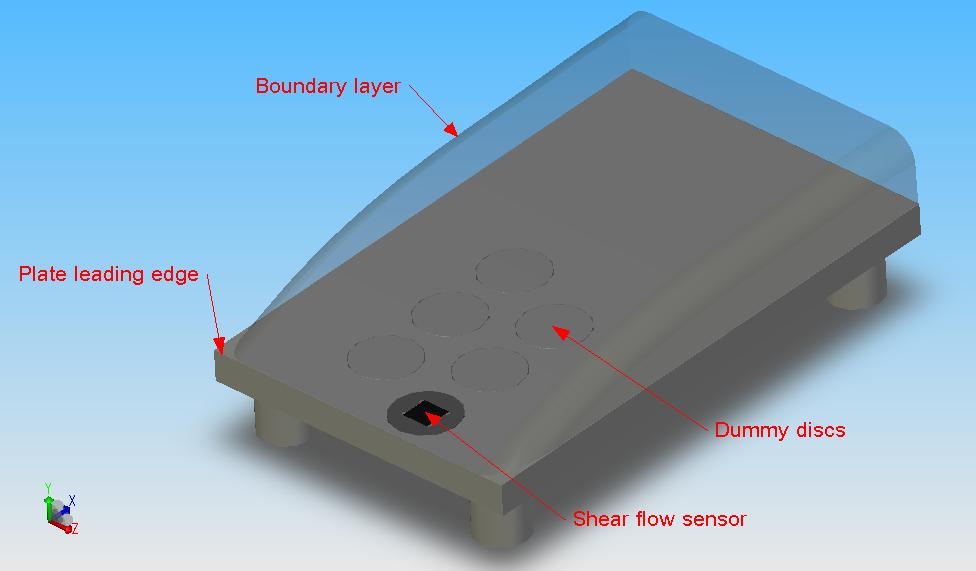 Boundary layer
Plate leading edge
Dummy discs
Y
X
Z
Shear flow sensor